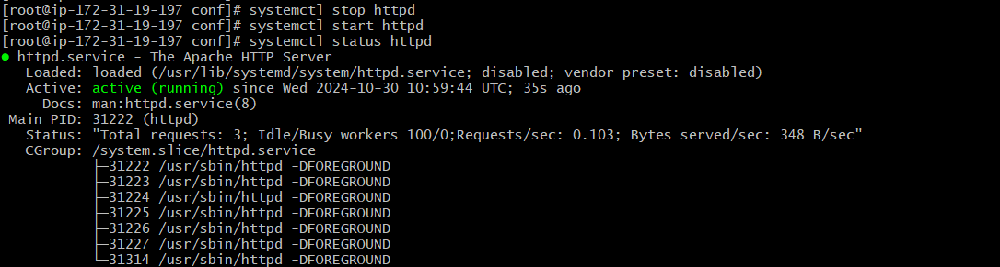 [root@ip-172-31-19-197 conf]# systemctl stop httpd
[root@ip-172-31-19-197 conf]# systemctl start httpd
[root@ip-172-31-19-197 conf]# systemctl status httpd
● httpd.service - The Apache HTTP Server
   Loaded: loaded (/usr/lib/systemd/system/httpd.service; disabled; vendor preset: disabled)
   Active: active (running) since Wed 2024-10-30 10:59:44 UTC; 35s ago
     Docs: man:httpd.service(8)
 Main PID: 31222 (httpd)
   Status: "Total requests: 3; Idle/Busy workers 100/0;Requests/sec: 0.103; Bytes served/sec: 348 B/sec"
   CGroup: /system.slice/httpd.service
           ├─31222 /usr/sbin/httpd -DFOREGROUND
           ├─31223 /usr/sbin/httpd -DFOREGROUND
           ├─31224 /usr/sbin/httpd -DFOREGROUND
           ├─31225 /usr/sbin/httpd -DFOREGROUND
           ├─31226 /usr/sbin/httpd -DFOREGROUND
           ├─31227 /usr/sbin/httpd -DFOREGROUND
           └─31314 /usr/sbin/httpd -DFOREGROUND